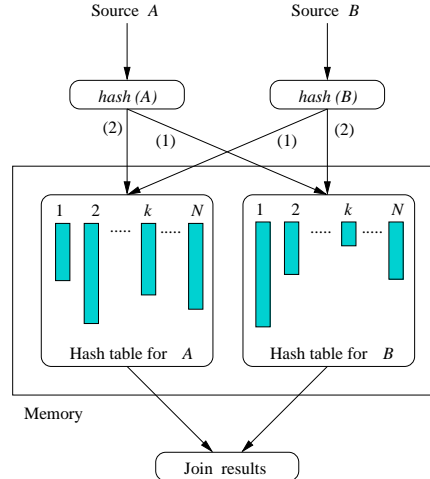 Source A
Source B
hash (A)
hash (B)
(2)
(1)
(1)
(2)
1 2 ..... k ..... N
1 2 ..... k ..... N
Hash table for A
Hash table for B
Memory
Join results